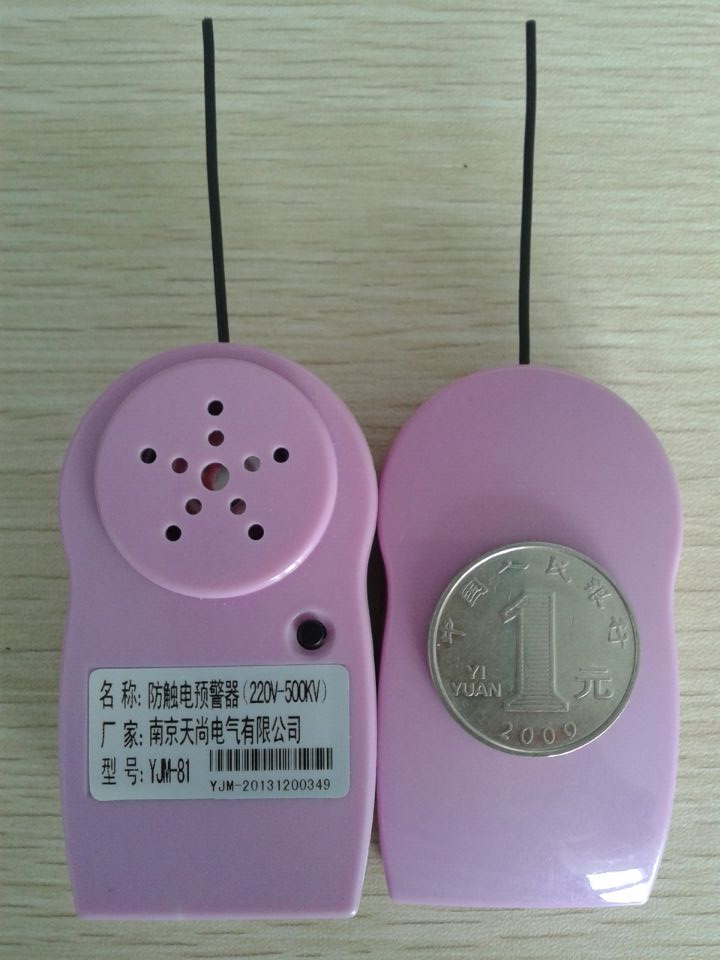 名 称: 防触电预警器(220V-500KV)
厂 家: 南京天尚电气有限公司
型 号: YJM-81
YJM-20131200349
中国人民银行
1
YI
YUAN
元
2009